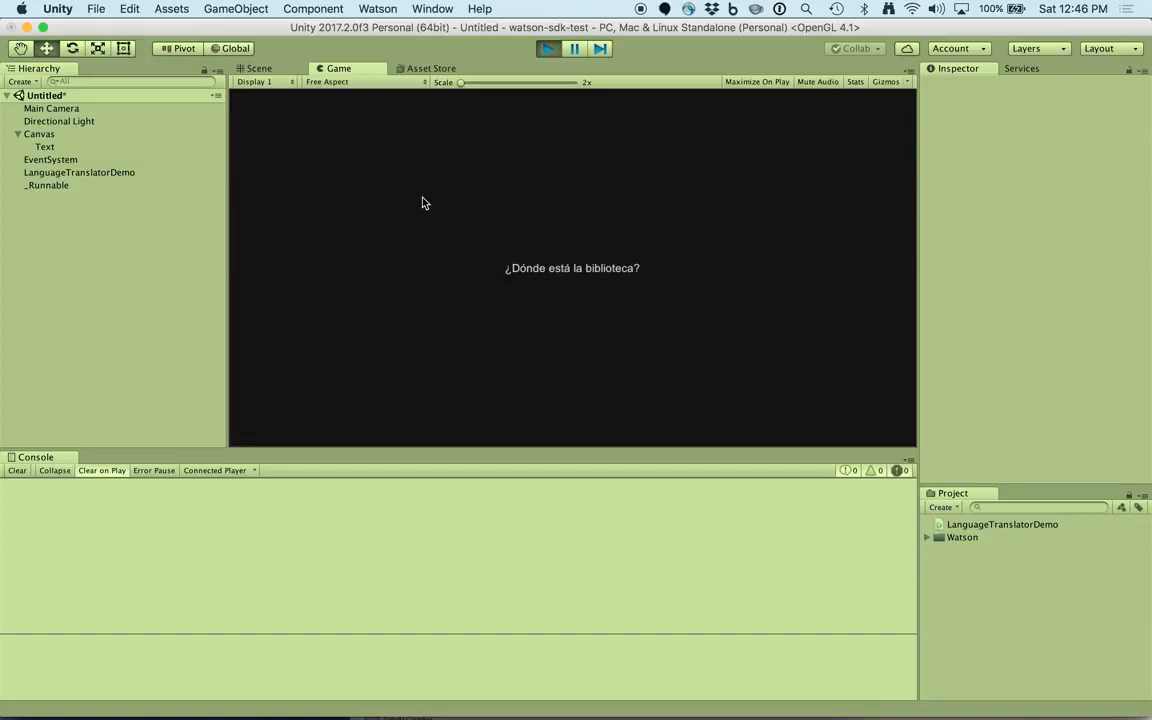 Unity File Edit Assets GameObject Component Watson Window Help 100% Sat 12:46 PM
Unity 2017.2.0f3 Personal (64bit) - Untitled - watson-sdk-test - PC, Mac & Linux Standalone (Personal) <OpenGL 4.1>
Pivot Global Collab Account Layers Layout
Hierarchy Scene Game Asset Store Inspector Services
Create All Display 1 Free Aspect Scale 2x Maximize On Play Mute Audio Stats Gizmos
Untitled*
Main Camera
Directional Light
Canvas
Text
EventSystem
LanguageTranslatorDemo
_Runnable
¿Dónde está la biblioteca?
Console
Clear Collapse Clear on Play Error Pause Connected Player 0 0 0
Project
Create
LanguageTranslatorDemo
Watson